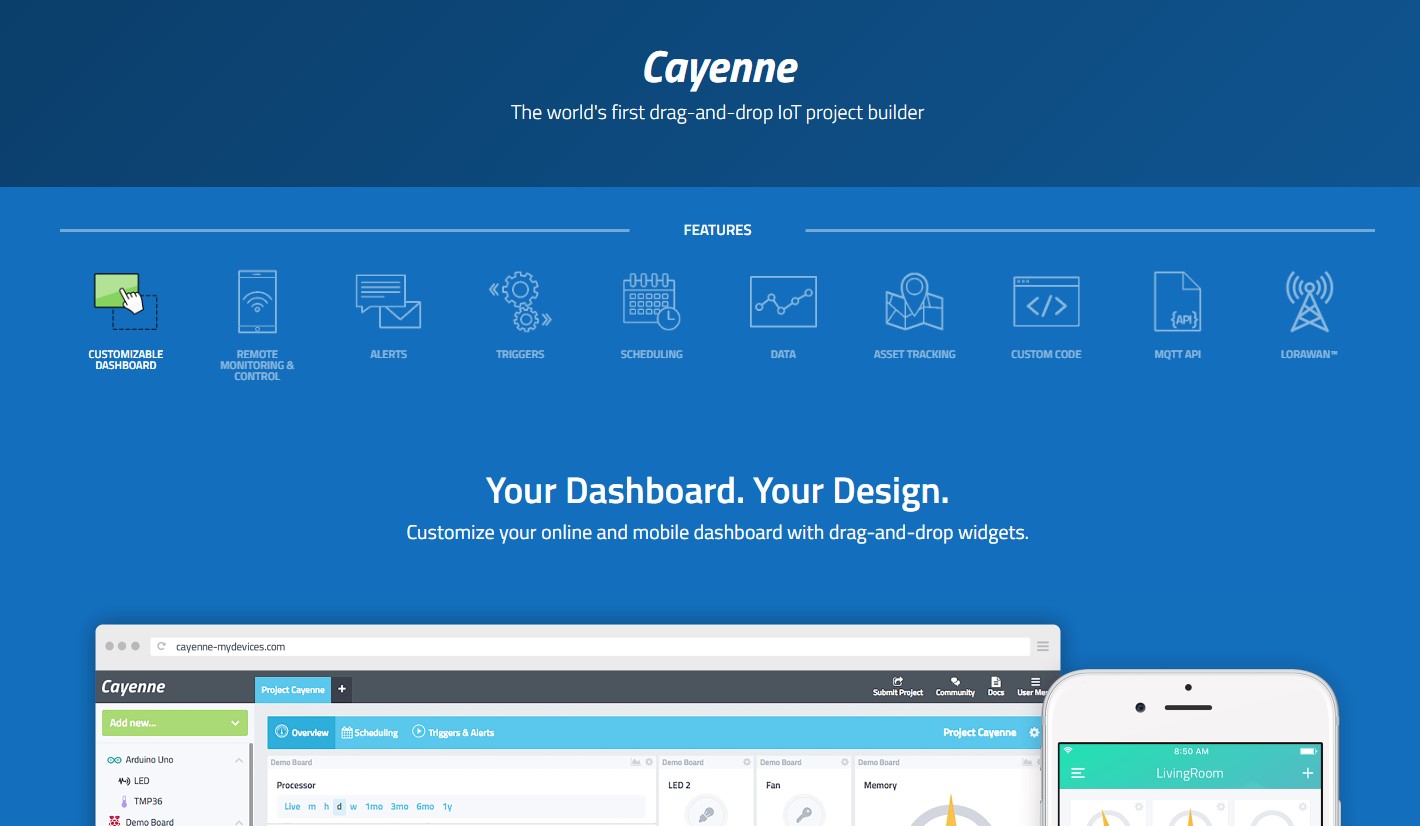 Cayenne
The world's first drag-and-drop IoT project builder
FEATURES
CUSTOMIZABLE
DASHBOARD
REMOTE
MONITORING &
CONTROL
ALERTS
TRIGGERS
SCHEDULING
DATA
ASSET TRACKING
CUSTOM CODE
{API}
MQTT API
LORAWAN™
Your Dashboard. Your Design.
Customize your online and mobile dashboard with drag-and-drop widgets.
cayenne-mydevices.com
Cayenne
Project Cayenne
+
Submit Project
Community
Docs
User
Add new...
Overview
Scheduling
Triggers & Alerts
Project Cayenne
Arduino Uno
LED
TMP36
Demo Board
Demo Board
Processor
Live m h d w 1mo 3mo 6mo 1y
Demo Board
LED 2
Demo Board
Fan
Demo Board
Memory
8:50 AM
LivingRoom
+